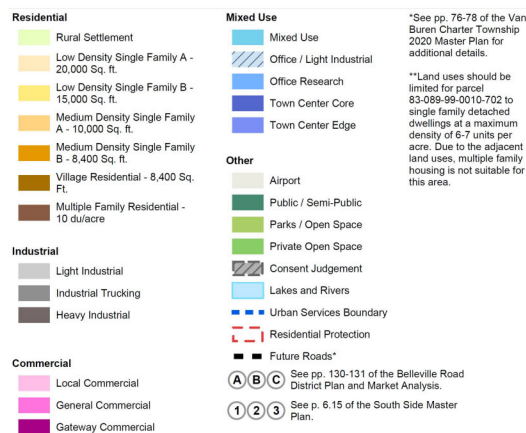 Residential
Rural Settlement
Low Density Single Family A -
20,000 Sq. ft.
Low Density Single Family B -
15,000 Sq. ft.
Medium Density Single Family
A - 10,000 Sq. ft.
Medium Density Single Family
B - 8,400 Sq. ft.
Village Residential - 8,400 Sq.
Ft.
Multiple Family Residential -
10 du/acre
Industrial
Light Industrial
Industrial Trucking
Heavy Industrial
Commercial
Local Commercial
General Commercial
Gateway Commercial
Mixed Use
Mixed Use
Office / Light Industrial
Office Research
Town Center Core
Town Center Edge
Other
Airport
Public / Semi-Public
Parks / Open Space
Private Open Space
Consent Judgement
Lakes and Rivers
Urban Services Boundary
Residential Protection
Future Roads*
A B C See pp. 130-131 of the Belleville Road
District Plan and Market Analysis.
1 2 3 See p. 6.15 of the South Side Master
Plan.
*See pp. 76-78 of the Van
Buren Charter Township
2020 Master Plan for
additional details.
**Land uses should be
limited for parcel
83-089-99-0010-702 to
single family detached
dwellings at a maximum
density of 6-7 units per
acre. Due to the adjacent
land uses, multiple family
housing is not suitable for
this area.